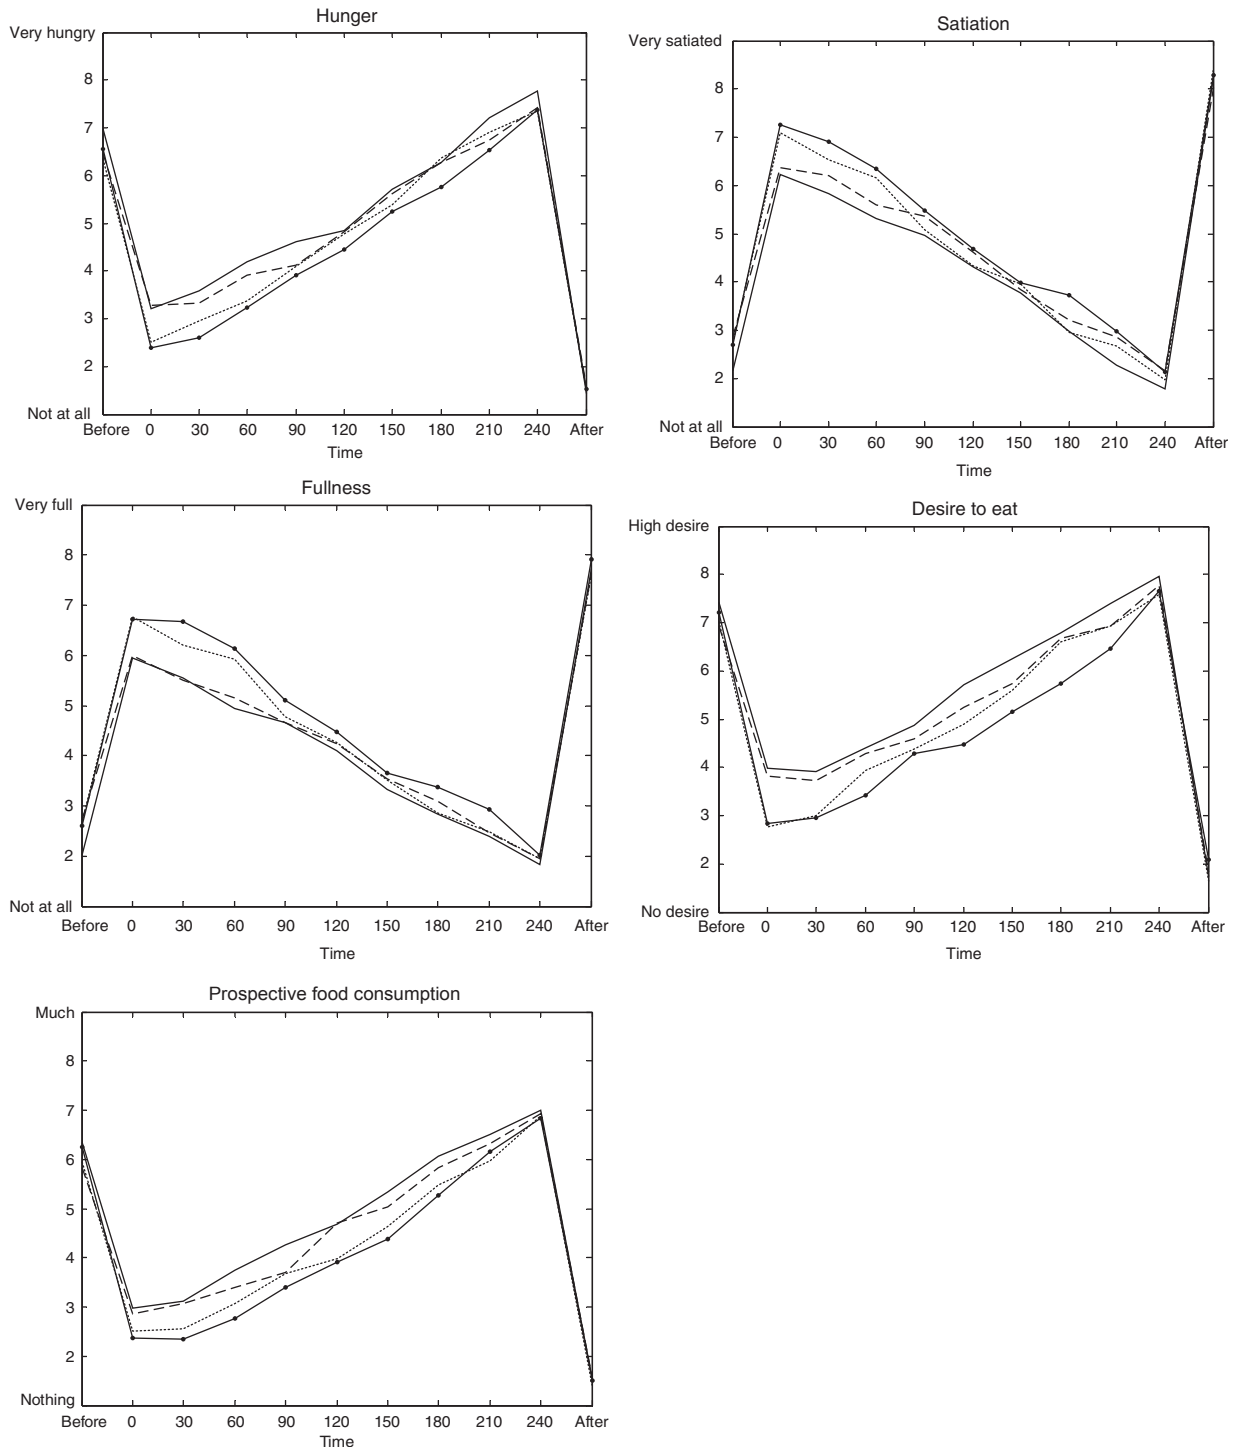 Hunger
Very hungry
8
7
6
5
4
3
2
Not at all
Before 0 30 60 90 120 150 180 210 240 After
Time
Satiation
Very satiated
8
7
6
5
4
3
2
Not at all
Before 0 30 60 90 120 150 180 210 240 After
Time
Fullness
Very full
8
7
6
5
4
3
2
Not at all
Before 0 30 60 90 120 150 180 210 240 After
Time
Desire to eat
High desire
8
7
6
5
4
3
2
No desire
Before 0 30 60 90 120 150 180 210 240 After
Time
Prospective food consumption
Much
8
7
6
5
4
3
2
Nothing
Before 0 30 60 90 120 150 180 210 240 After
Time